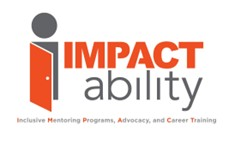 IMPACT
ability
Inclusive Mentoring Programs, Advocacy, and Career Training